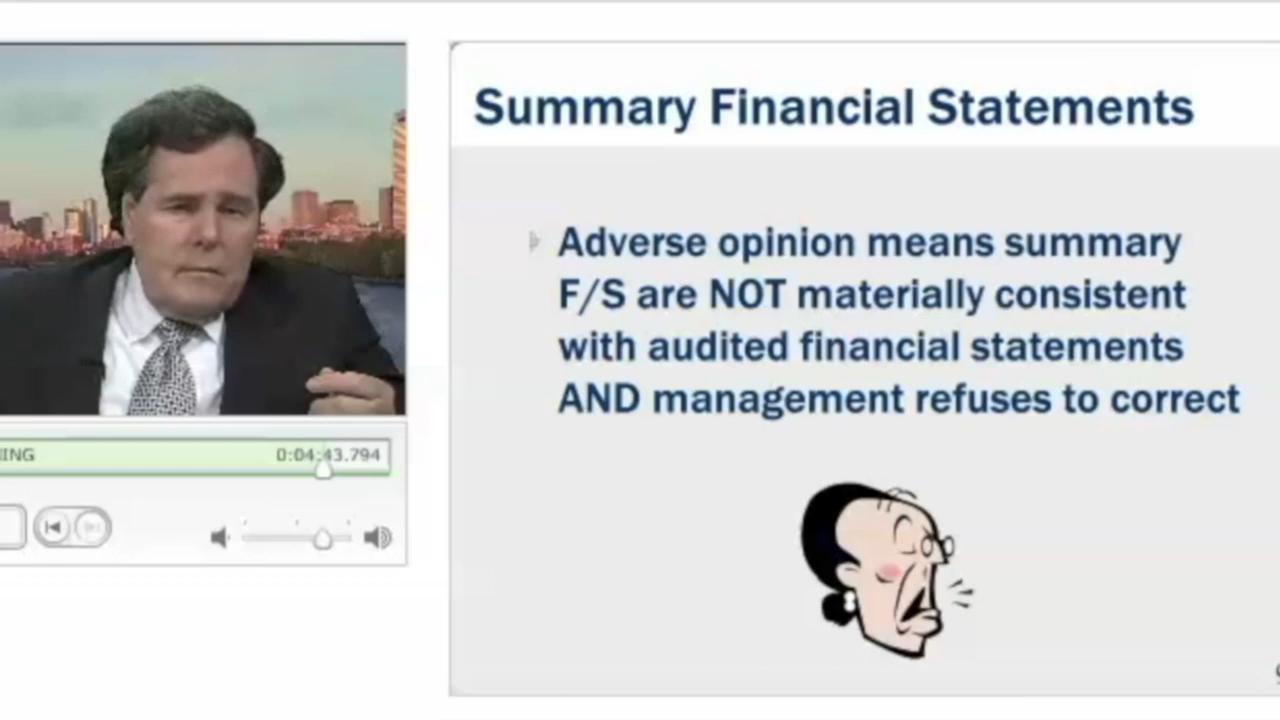 Summary Financial Statements
Adverse opinion means summary
F/S are NOT materially consistent
with audited financial statements
AND management refuses to correct
0:04:43.794